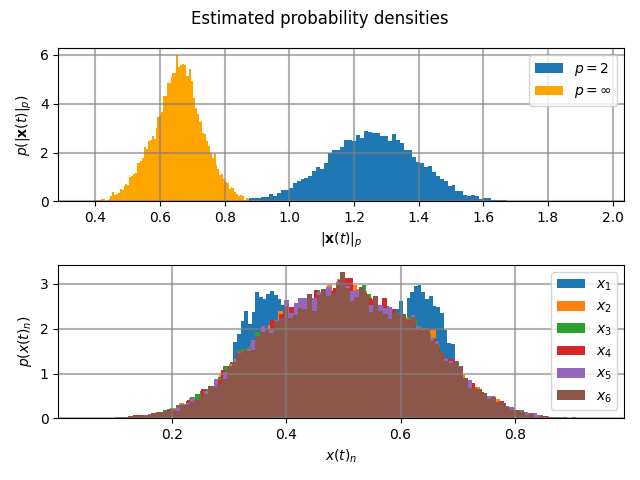 Estimated probability densities
p(|x(t)|p)
6
4
2
0
p = 2
p = ∞
0.4 0.6 0.8 1.0 1.2 1.4 1.6 1.8 2.0
|x(t)|p
p(x(t)n)
3
2
1
0
x1
x2
x3
x4
x5
x6
0.2 0.4 0.6 0.8
x(t)n